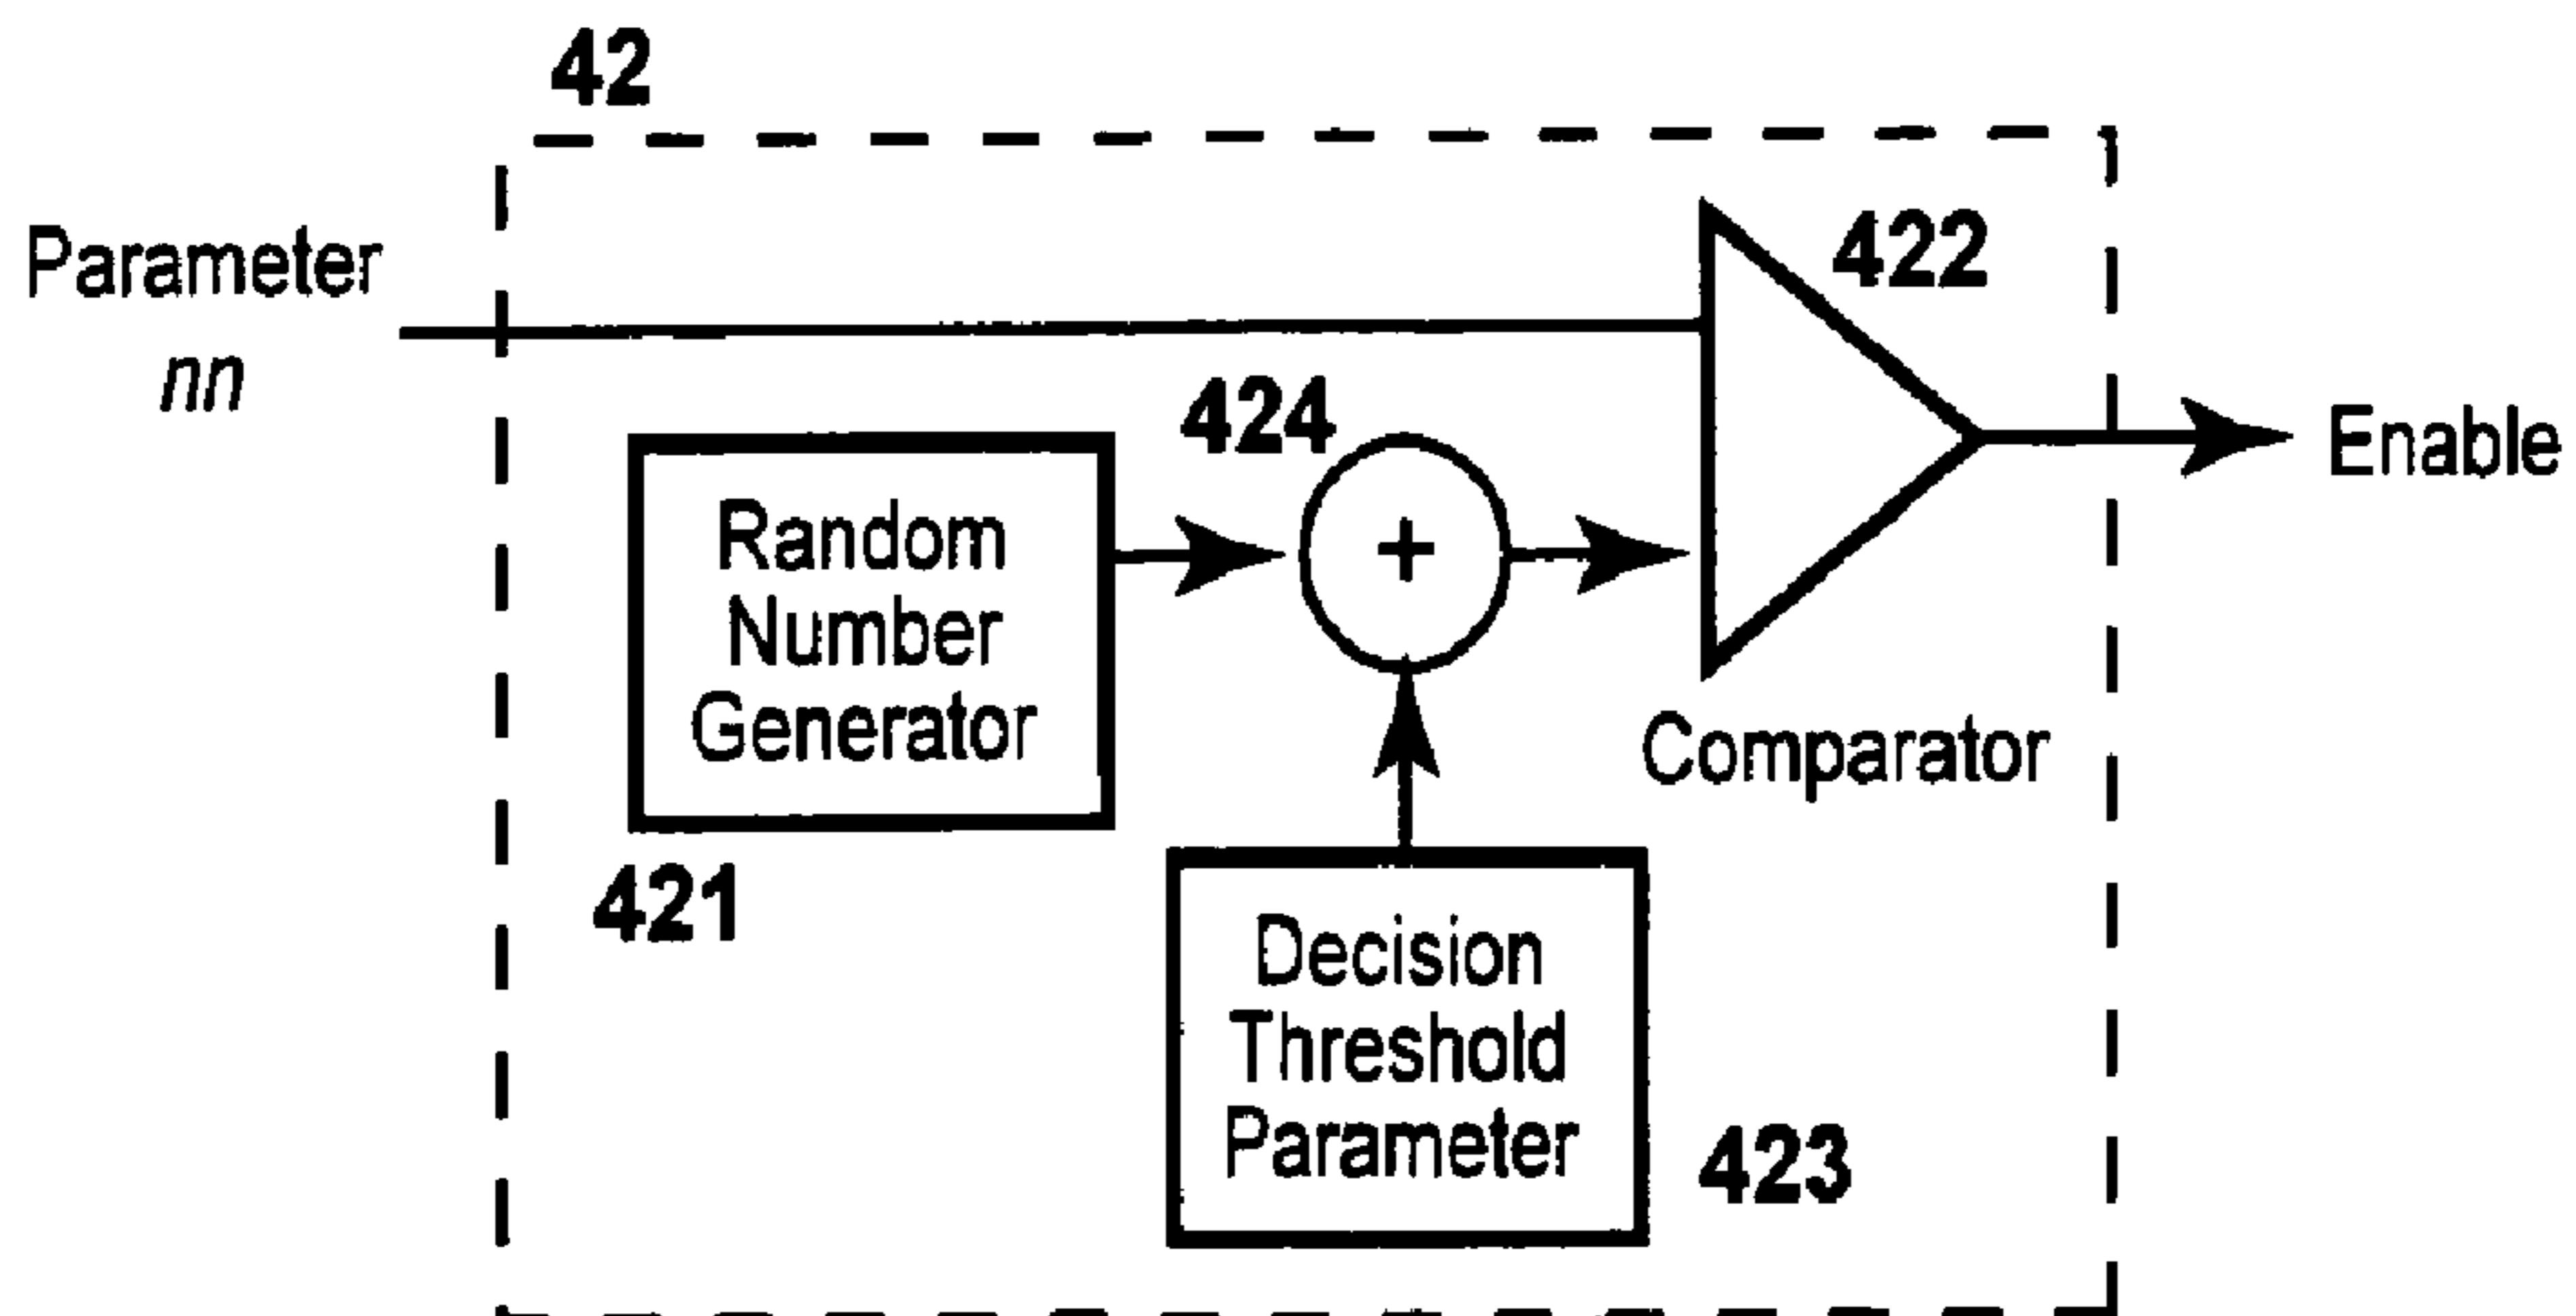 42
Parameter
nn
422
424
+
Enable
Random
Number
Generator
Comparator
421
Decision
Threshold
Parameter
423